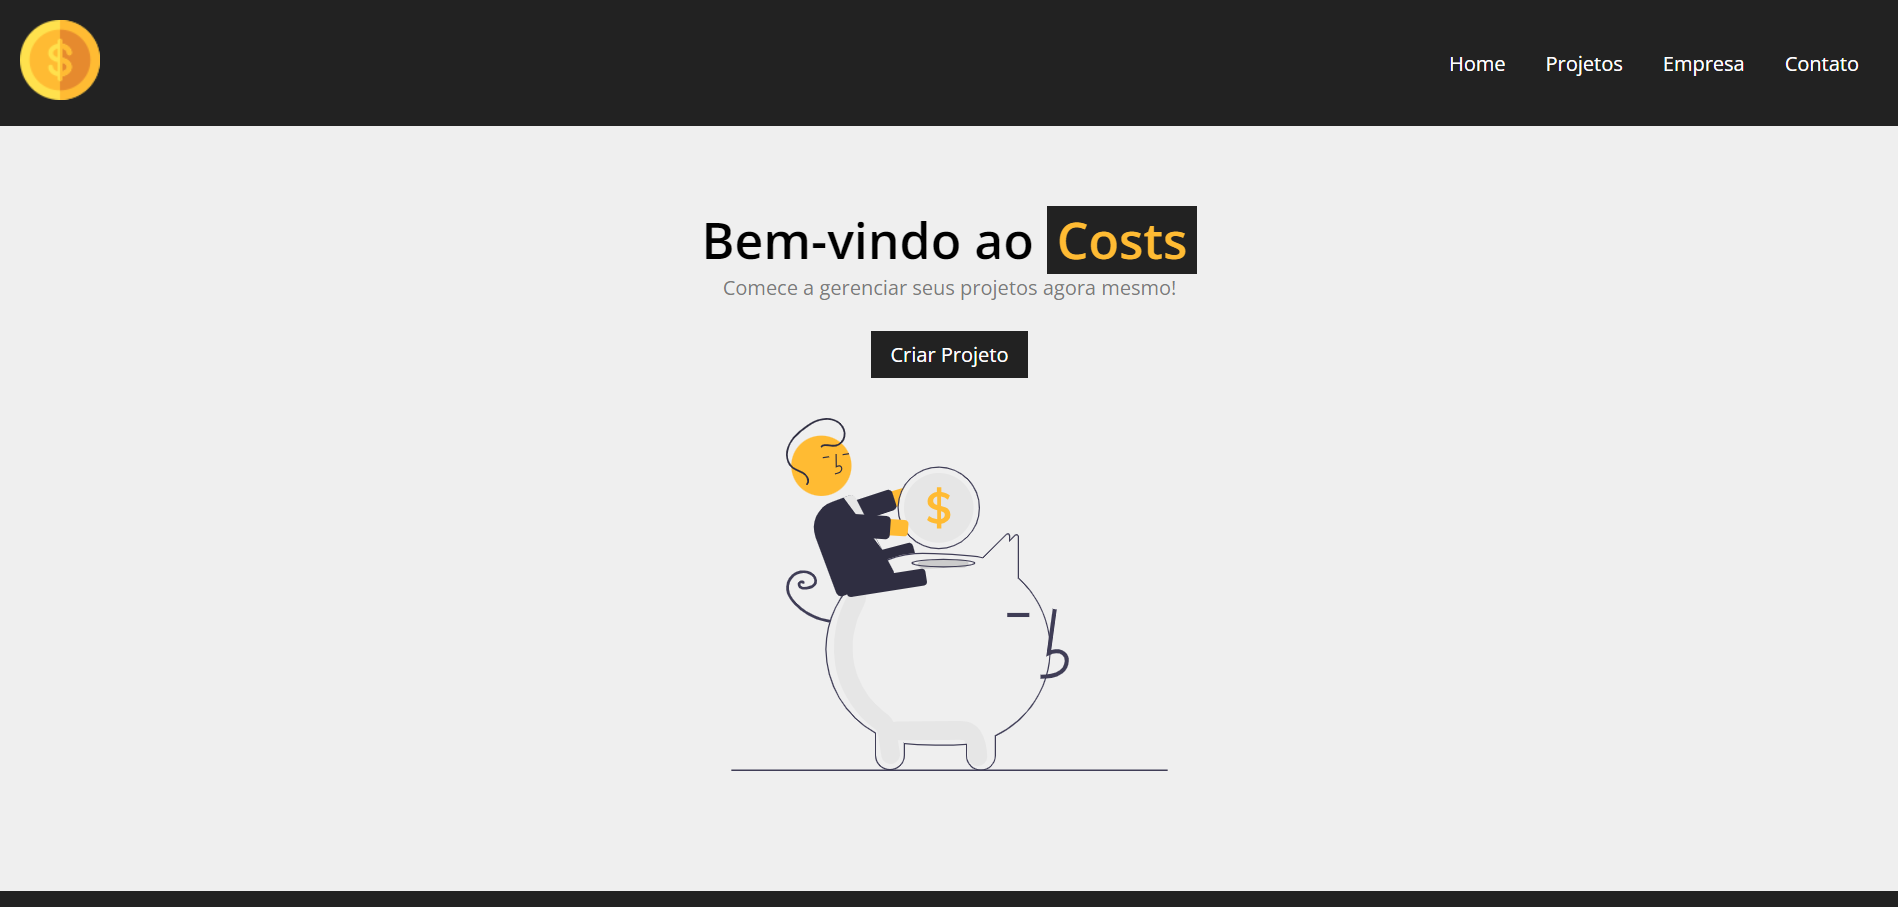 $
Home Projetos Empresa Contato
Bem-vindo ao Costs
Comece a gerenciar seus projetos agora mesmo!
Criar Projeto
$